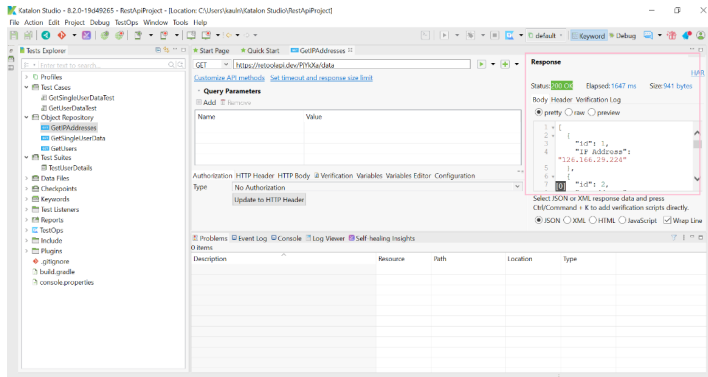 Katalon Studio - 8.2.0-19d49265 - RestApiProject - [Location: C:\Users\kauln\Katalon Studio\RestApiProject]
File Action Edit Project Debug TestOps Window Tools Help
default
Keyword
Debug
Tests Explorer
Enter text to search...
Profiles
Test Cases
GetSingleUserDataTest
GetUserDataTest
Object Repository
GetIPAddresses
GetSingleUserData
GetUsers
Test Suites
TestUserDetails
Data Files
Checkpoints
Keywords
Test Listeners
Reports
TestOps
Include
Plugins
.gitignore
build.gradle
console.properties
Start Page Quick Start GetIPAddresses
GET https://retoolapi.dev/PJYkXa/data
Customize API methods Set timeout and response size limit
Query Parameters
Add Remove
Name Value
Authorization HTTP Header HTTP Body Verification Variables Variables Editor Configuration
Type No Authorization
Update to HTTP Header
Response
HAR
Status: 200 OK Elapsed: 1647 ms Size: 941 bytes
Body Header Verification Log
pretty raw preview
1 [
2 {
3 "id": 1,
4 "IP Address":
"126.166.29.228"
5 },
6 {
7 [0] "id": 2,
Select JSON or XML response data and press
Ctrl/Command + K to add verification scripts directly.
JSON XML HTML JavaScript Wrap Line
Problems Event Log Console Log Viewer Self-healing Insights
0 items
Description Resource Path Location Type